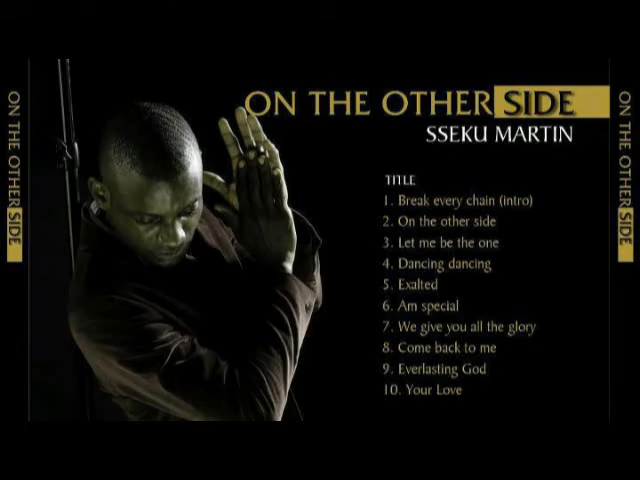 ON THE OTHER SIDE
ON THE OTHER SIDE
SSEKU MARTIN
TITLE
1. Break every chain (intro)
2. On the other side
3. Let me be the one
4. Dancing dancing
5. Exalted
6. Am special
7. We give you all the glory
8. Come back to me
9. Everlasting God
10. Your Love
ON THE OTHER SIDE